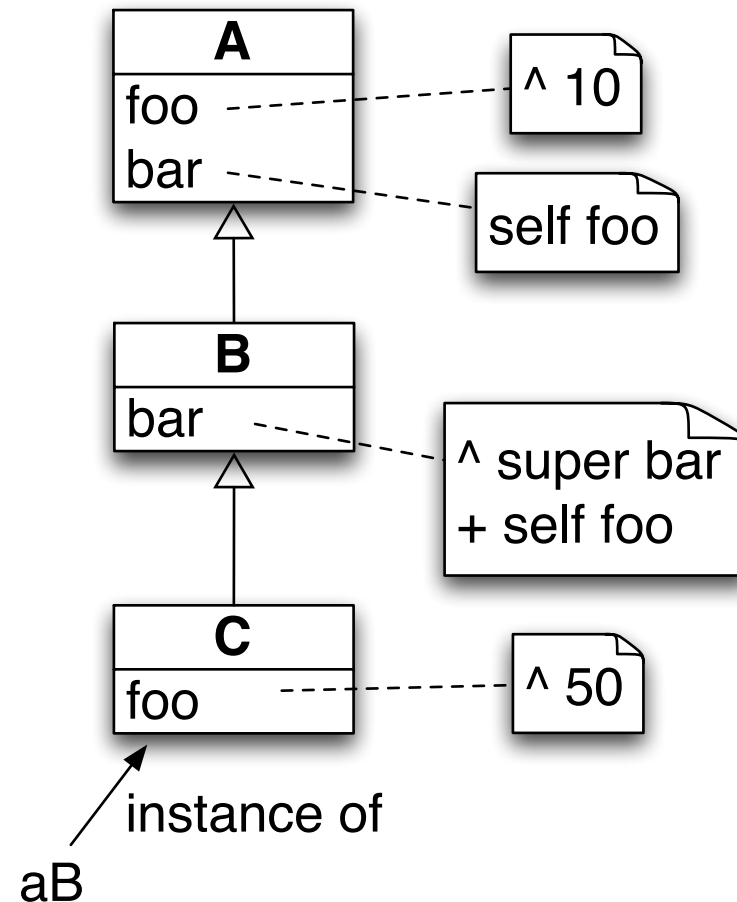 A
foo
bar
^ 10
self foo
B
bar
^ super bar
+ self foo
C
foo
^ 50
instance of
aB